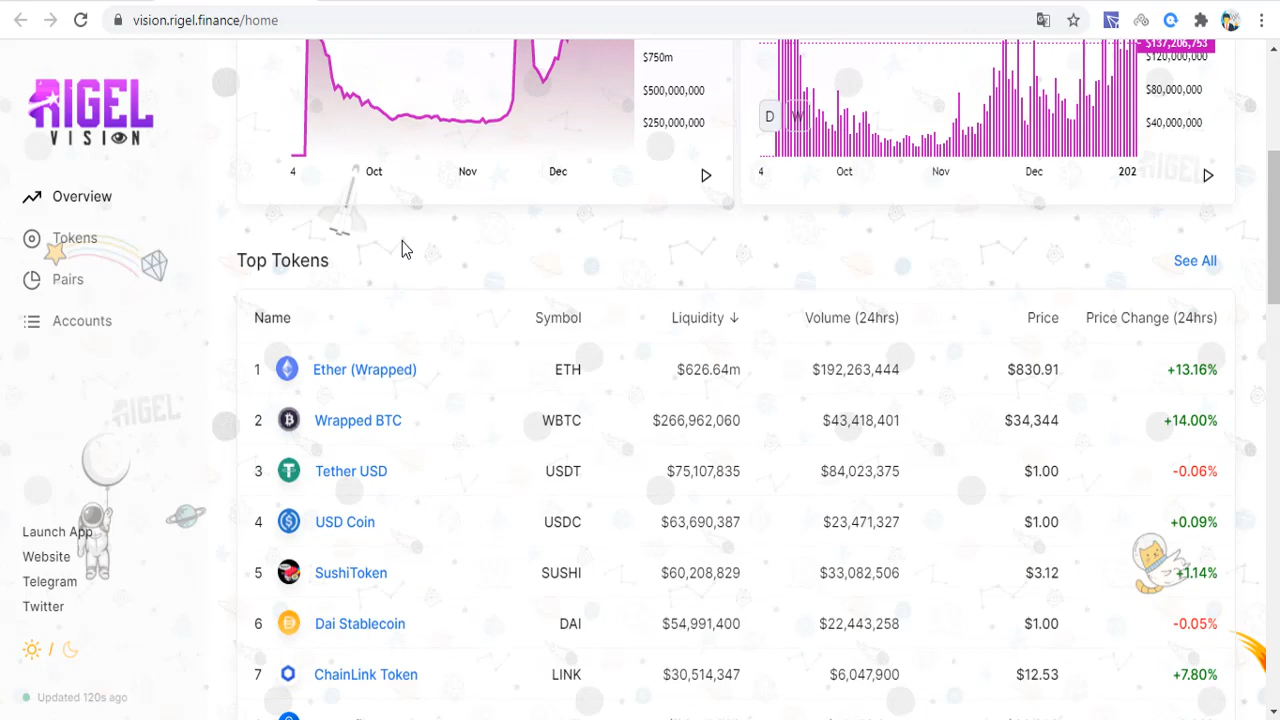 vision.rigel.finance/home
RIGEL
VISION
Overview
Tokens
Pairs
Accounts
Launch App
Website
Telegram
Twitter
/
Updated 120s ago
$750m
$500,000,000
$250,000,000
4 Oct Nov Dec
$137,206,753
$120,000,000
$80,000,000
$40,000,000
D W
4 Oct Nov Dec 202
Top Tokens See All
Name Symbol Liquidity ↓ Volume (24hrs) Price Price Change (24hrs)
1 Ether (Wrapped) ETH $626.64m $192,263,444 $830.91 +13.16%
2 Wrapped BTC WBTC $266,962,060 $43,418,401 $34,344 +14.00%
3 Tether USD USDT $75,107,835 $84,023,375 $1.00 -0.06%
4 USD Coin USDC $63,690,387 $23,471,327 $1.00 +0.09%
5 SushiToken SUSHI $60,208,829 $33,082,506 $3.12 +1.14%
6 Dai Stablecoin DAI $54,991,400 $22,443,258 $1.00 -0.05%
7 ChainLink Token LINK $30,514,347 $6,047,900 $12.53 +7.80%
RIGEL
RIGEL